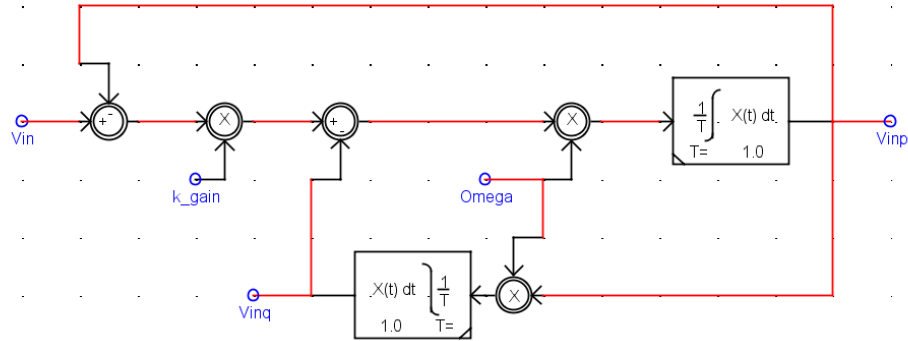 + -
X
+
-
X
1
T
X(t) dt
T= 1.0
Vin
Vinp
k_gain
Omega
X(t) dt
1
T
1.0 T=
X
Vinq